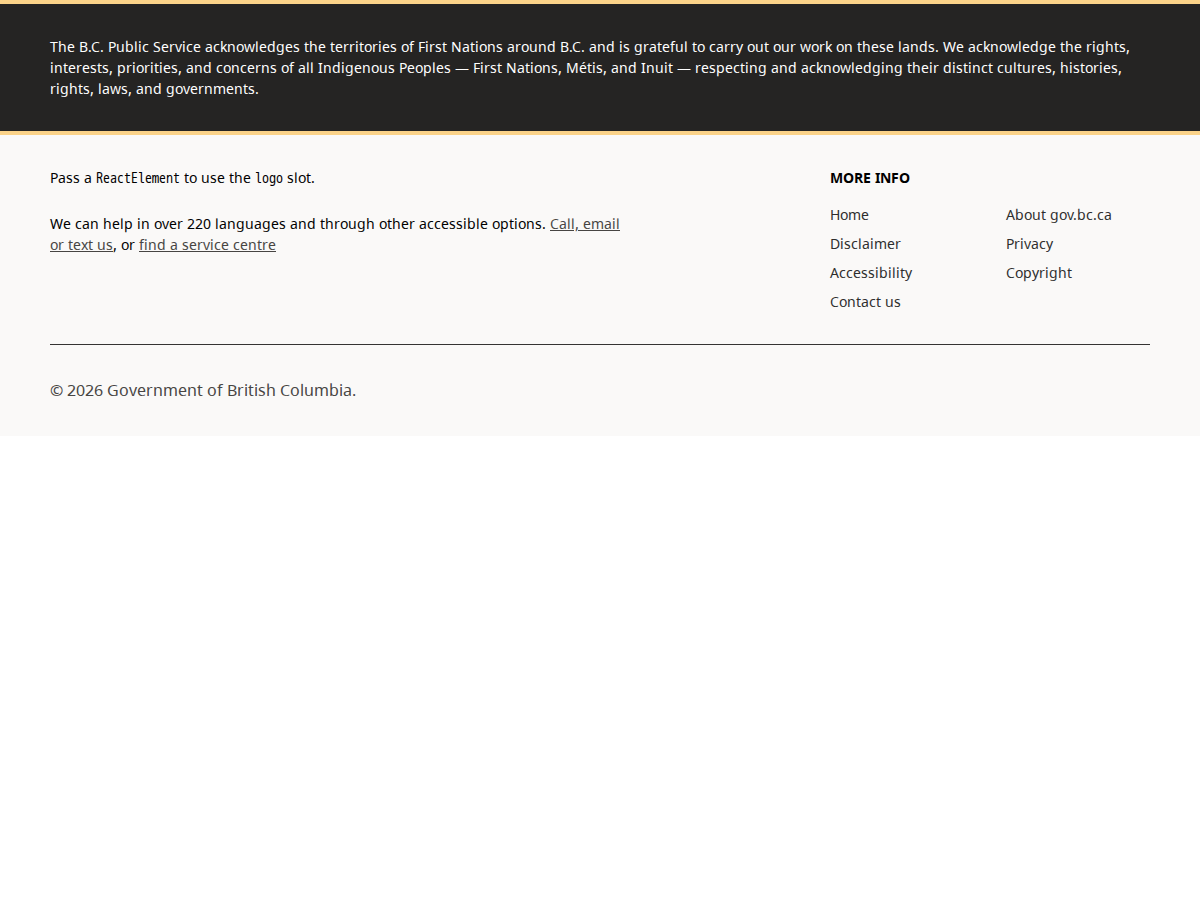 The B.C. Public Service acknowledges the territories of First Nations around B.C. and is grateful to carry out our work on these lands. We acknowledge the rights,
interests, priorities, and concerns of all Indigenous Peoples — First Nations, Métis, and Inuit — respecting and acknowledging their distinct cultures, histories,
rights, laws, and governments.
Pass a ReactElement to use the logo slot.
We can help in over 220 languages and through other accessible options. Call, email
or text us, or find a service centre
MORE INFO
Home
Disclaimer
Accessibility
Contact us
About gov.bc.ca
Privacy
Copyright
© 2026 Government of British Columbia.